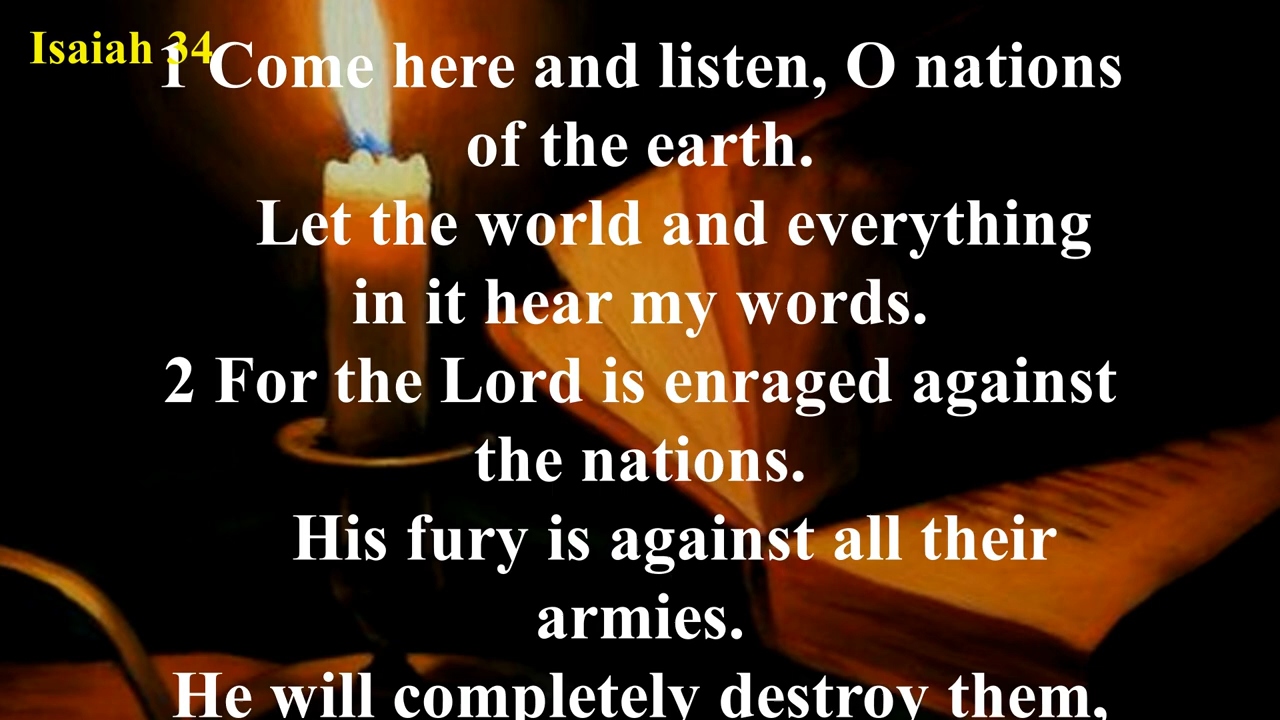 Isaiah 34
1 Come here and listen, O nations
of the earth.
Let the world and everything
in it hear my words.
2 For the Lord is enraged against
the nations.
His fury is against all their
armies.
He will completely destroy them,